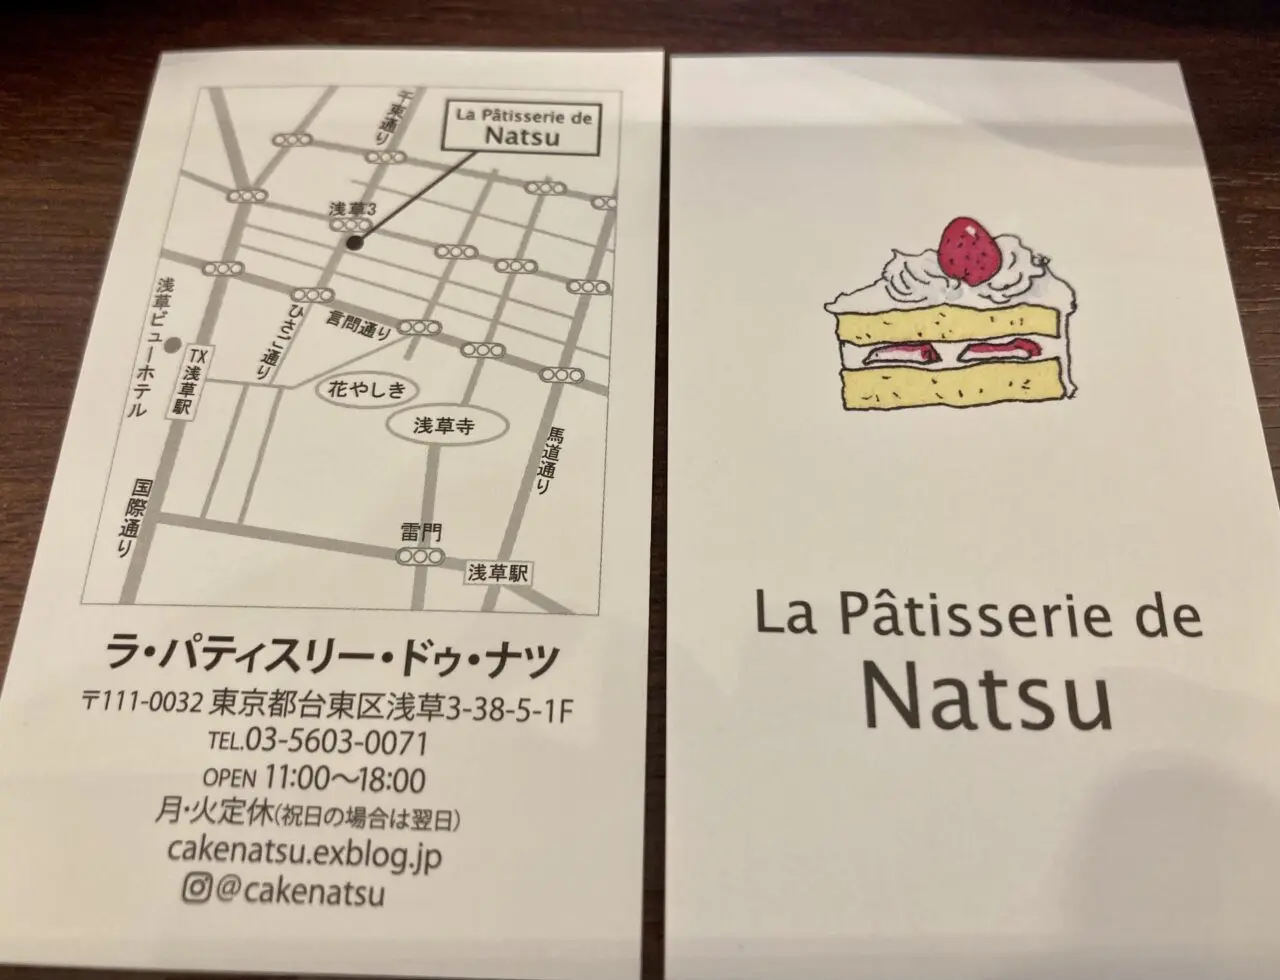 千束通り
La Pâtisserie de
Natsu
浅草3
浅草ビューホテル
TX浅草駅
ひさご通り
言問通り
花やしき
浅草寺
馬道通り
国際通り
雷門
浅草駅
ラ・パティスリー・ドゥ・ナツ
〒111-0032 東京都台東区浅草3-38-5-1F
TEL.03-5603-0071
OPEN 11:00〜18:00
月・火定休(祝日の場合は翌日)
cakenatsu.exblog.jp
@cakenatsu
La Pâtisserie de
Natsu